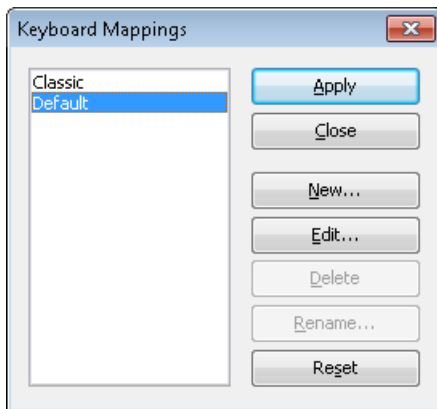 Keyboard Mappings
Classic
Default
Apply
Close
New...
Edit...
Delete
Rename...
Reset